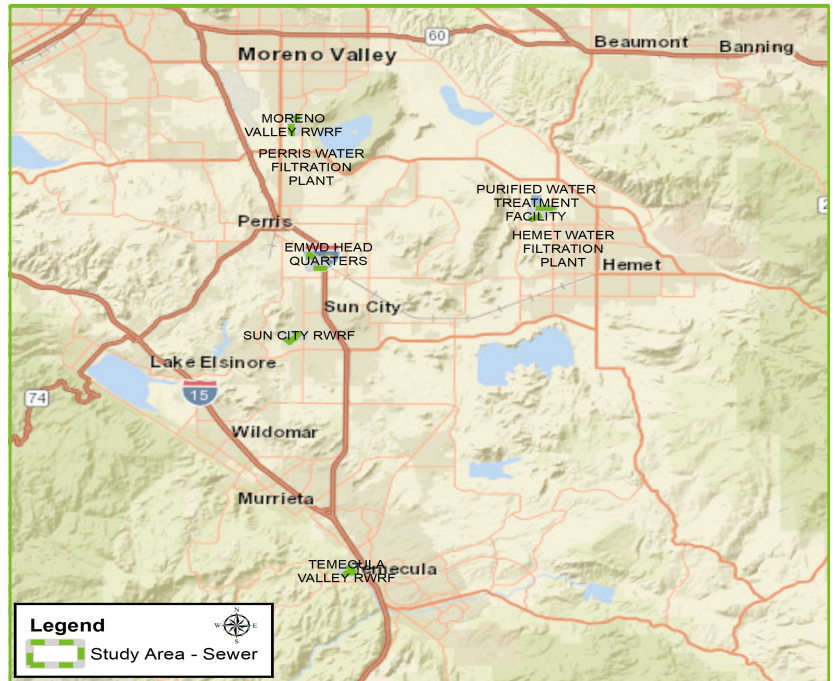 60
Beaumont
Banning
Moreno Valley
MORENO
VALLEY RWRF
PERRIS WATER
FILTRATION
PLANT
PURIFIED WATER
TREATMENT
FACILITY
2
Perris
HEMET WATER
FILTRATION
PLANT
EMWD HEAD
QUARTERS
Hemet
Sun City
SUN CITY RWRF
Lake Elsinore
74
15
Wildomar
Murrieta
TEMECULA
VALLEY RWRF
Temecula
Legend
N
W E
S
Study Area - Sewer